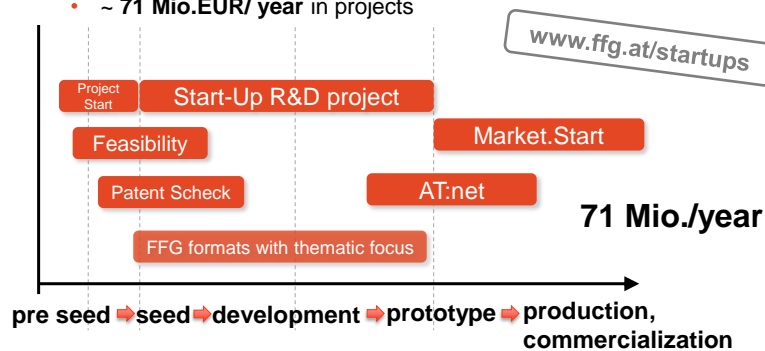 • ~ 71 Mio.EUR/ year in projects
www.ffg.at/startups
Project
Start
Start-Up R&D project
Market.Start
Feasibility
Patent Scheck
AT:net
71 Mio./year
FFG formats with thematic focus
pre seed seed development prototype production,
commercialization